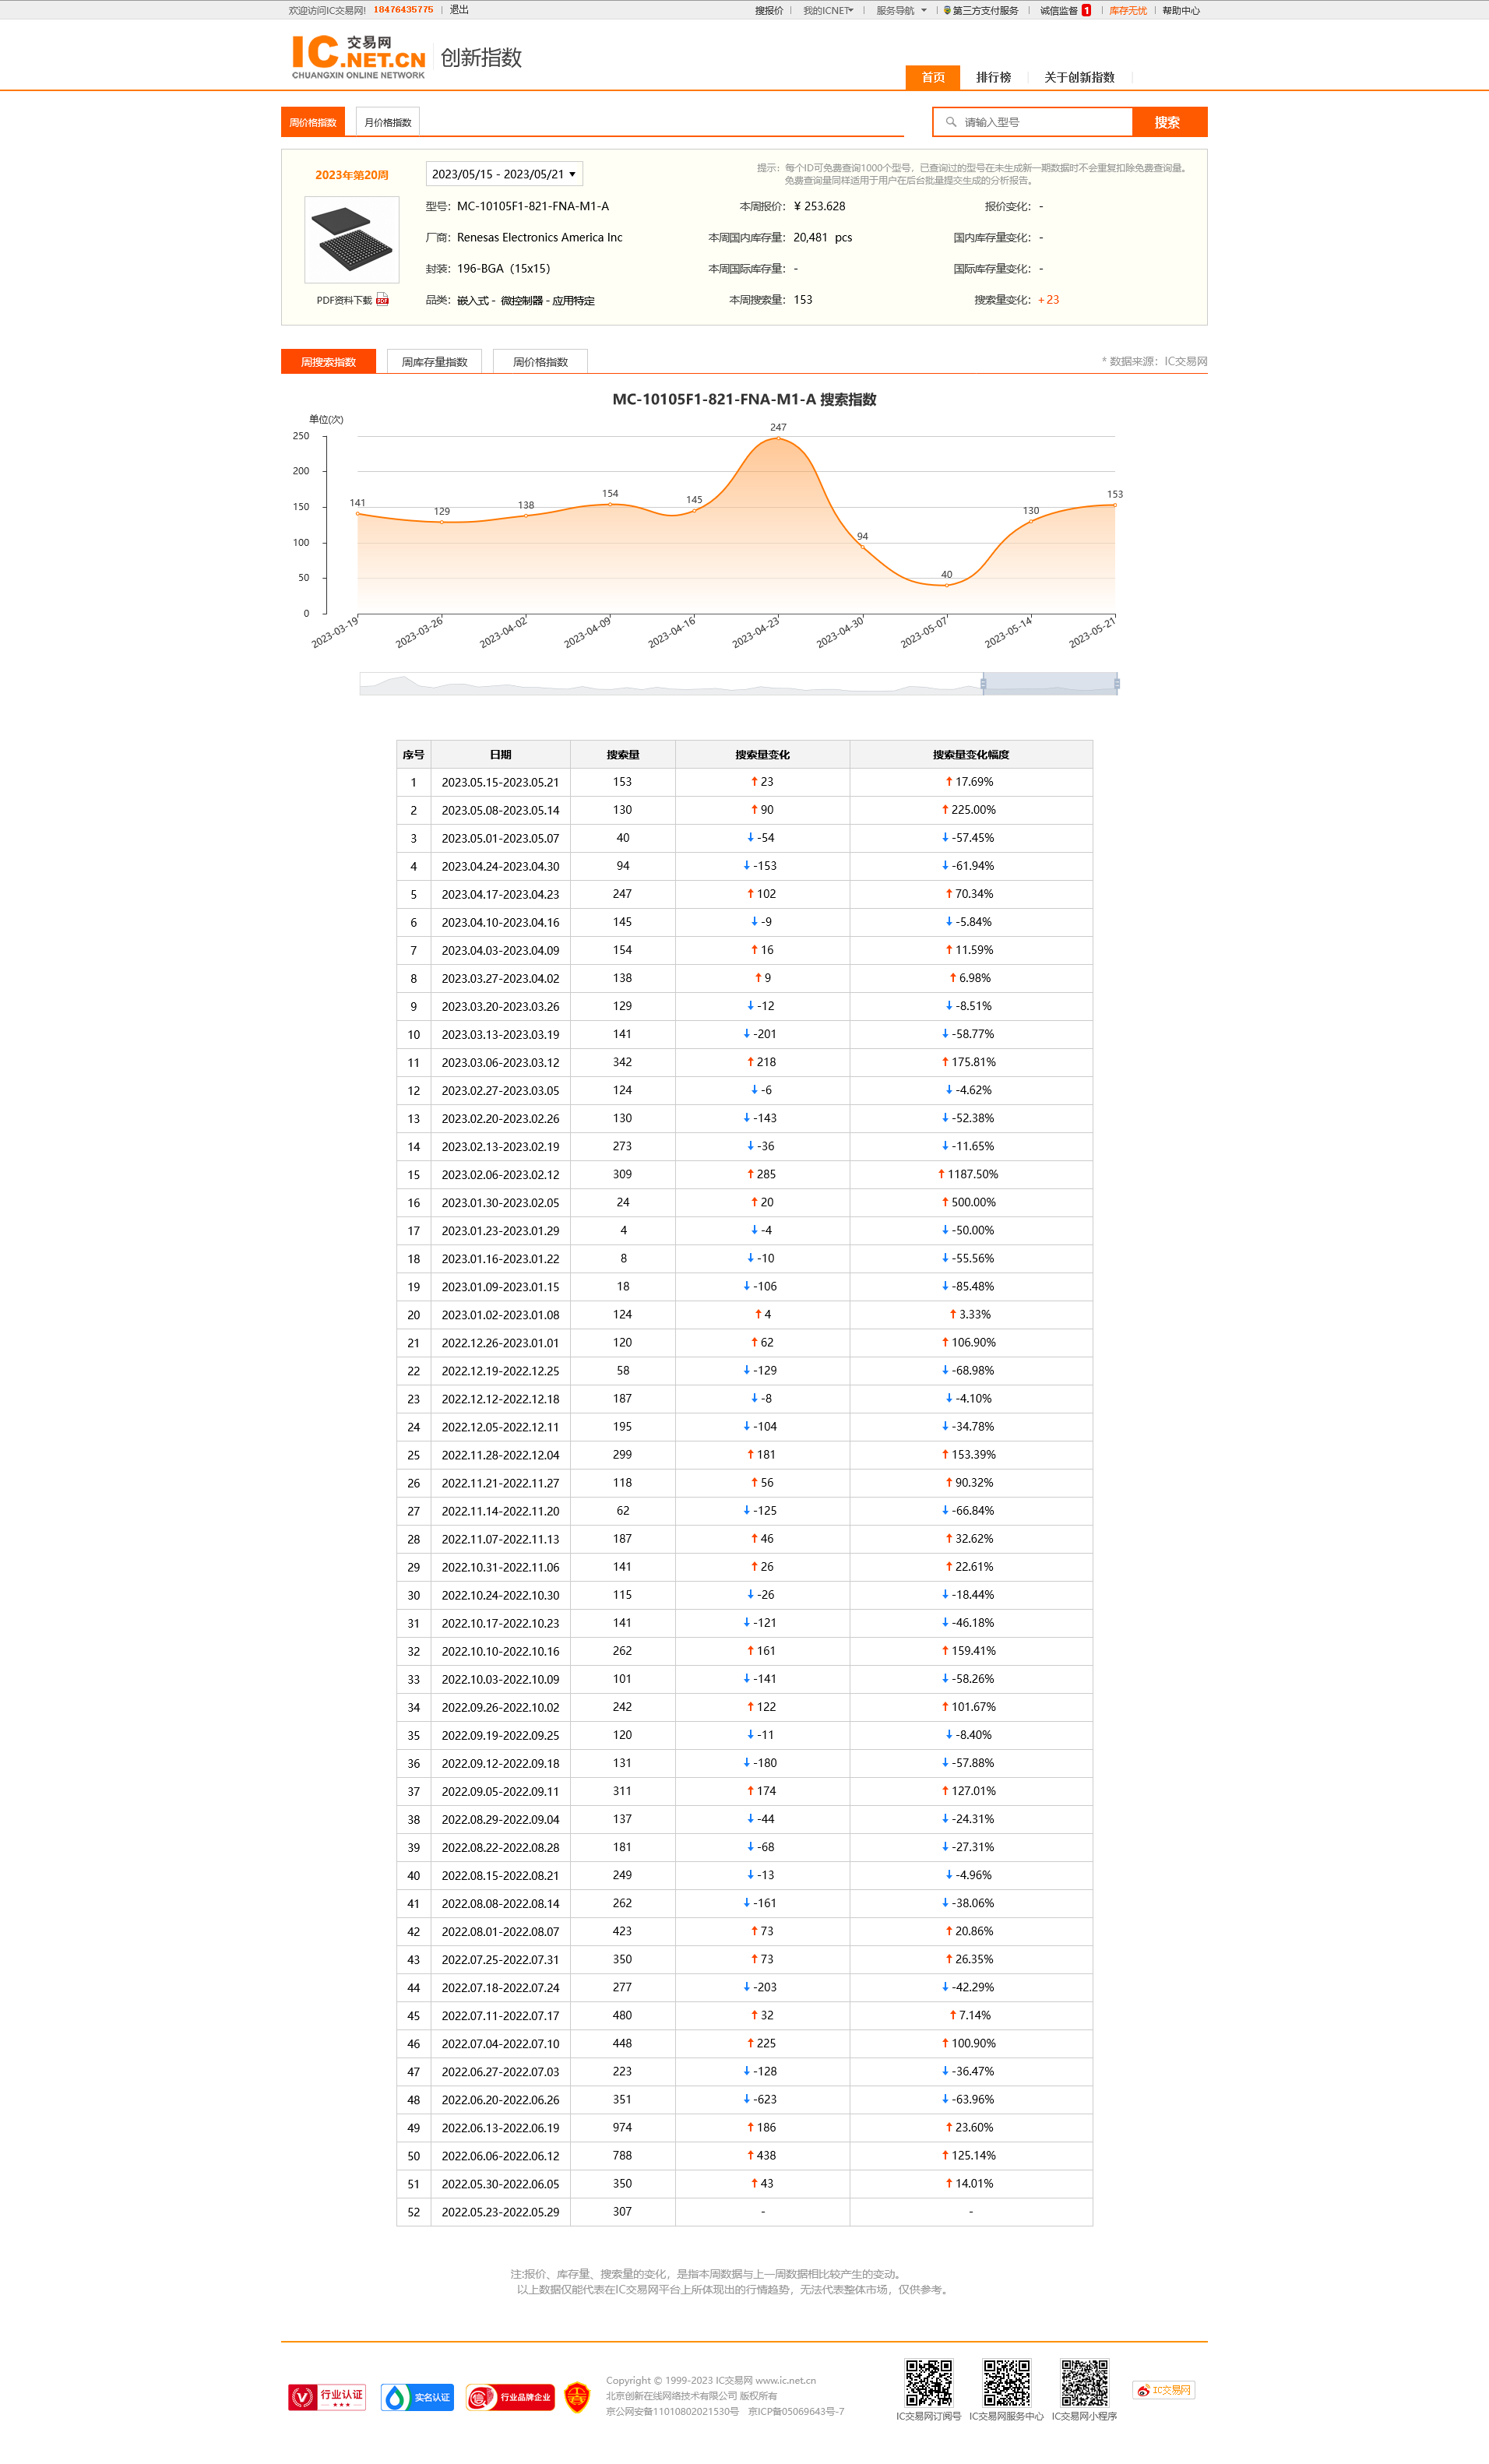 欢迎访问IC交易网! 18476435775 | 退出 搜报价 | 我的ICNET | 服务导航 | 第三方支付服务 | 诚信监督 1 | 库存无忧 | 帮助中心
IC 交易网 .NET.CN 创新指数
CHUANGXIN ONLINE NETWORK
首页 排行榜 关于创新指数
周价格指数 月价格指数 请输入型号 搜索
2023年第20周 2023/05/15 - 2023/05/21 提示：每个ID可免费查询1000个型号，已查询过的型号在未生成新一期数据时不会重复扣除免费查询量。
免费查询量同样适用于用户在后台批量提交生成的分析报告。
型号：MC-10105F1-821-FNA-M1-A 本周报价：¥ 253.628 报价变化：-
厂商：Renesas Electronics America Inc 本周国内库存量：20,481 pcs 国内库存量变化：-
封装：196-BGA（15x15） 本周国际库存量：- 国际库存量变化：-
PDF资料下载 PDF 品类：嵌入式 - 微控制器 - 应用特定 本周搜索量：153 搜索量变化：+ 23
周搜索指数 周库存量指数 周价格指数 * 数据来源：IC交易网
MC-10105F1-821-FNA-M1-A 搜索指数
单位(次)
250
200
150
100
50
0
141 129 138 154 145 247 94 40 130 153
2023-03-19 2023-03-26 2023-04-02 2023-04-09 2023-04-16 2023-04-23 2023-04-30 2023-05-07 2023-05-14 2023-05-21
序号 日期 搜索量 搜索量变化 搜索量变化幅度
1 2023.05.15-2023.05.21 153 ↑ 23 ↑ 17.69%
2 2023.05.08-2023.05.14 130 ↑ 90 ↑ 225.00%
3 2023.05.01-2023.05.07 40 ↓ -54 ↓ -57.45%
4 2023.04.24-2023.04.30 94 ↓ -153 ↓ -61.94%
5 2023.04.17-2023.04.23 247 ↑ 102 ↑ 70.34%
6 2023.04.10-2023.04.16 145 ↓ -9 ↓ -5.84%
7 2023.04.03-2023.04.09 154 ↑ 16 ↑ 11.59%
8 2023.03.27-2023.04.02 138 ↑ 9 ↑ 6.98%
9 2023.03.20-2023.03.26 129 ↓ -12 ↓ -8.51%
10 2023.03.13-2023.03.19 141 ↓ -201 ↓ -58.77%
11 2023.03.06-2023.03.12 342 ↑ 218 ↑ 175.81%
12 2023.02.27-2023.03.05 124 ↓ -6 ↓ -4.62%
13 2023.02.20-2023.02.26 130 ↓ -143 ↓ -52.38%
14 2023.02.13-2023.02.19 273 ↓ -36 ↓ -11.65%
15 2023.02.06-2023.02.12 309 ↑ 285 ↑ 1187.50%
16 2023.01.30-2023.02.05 24 ↑ 20 ↑ 500.00%
17 2023.01.23-2023.01.29 4 ↓ -4 ↓ -50.00%
18 2023.01.16-2023.01.22 8 ↓ -10 ↓ -55.56%
19 2023.01.09-2023.01.15 18 ↓ -106 ↓ -85.48%
20 2023.01.02-2023.01.08 124 ↑ 4 ↑ 3.33%
21 2022.12.26-2023.01.01 120 ↑ 62 ↑ 106.90%
22 2022.12.19-2022.12.25 58 ↓ -129 ↓ -68.98%
23 2022.12.12-2022.12.18 187 ↓ -8 ↓ -4.10%
24 2022.12.05-2022.12.11 195 ↓ -104 ↓ -34.78%
25 2022.11.28-2022.12.04 299 ↑ 181 ↑ 153.39%
26 2022.11.21-2022.11.27 118 ↑ 56 ↑ 90.32%
27 2022.11.14-2022.11.20 62 ↓ -125 ↓ -66.84%
28 2022.11.07-2022.11.13 187 ↑ 46 ↑ 32.62%
29 2022.10.31-2022.11.06 141 ↑ 26 ↑ 22.61%
30 2022.10.24-2022.10.30 115 ↓ -26 ↓ -18.44%
31 2022.10.17-2022.10.23 141 ↓ -121 ↓ -46.18%
32 2022.10.10-2022.10.16 262 ↑ 161 ↑ 159.41%
33 2022.10.03-2022.10.09 101 ↓ -141 ↓ -58.26%
34 2022.09.26-2022.10.02 242 ↑ 122 ↑ 101.67%
35 2022.09.19-2022.09.25 120 ↓ -11 ↓ -8.40%
36 2022.09.12-2022.09.18 131 ↓ -180 ↓ -57.88%
37 2022.09.05-2022.09.11 311 ↑ 174 ↑ 127.01%
38 2022.08.29-2022.09.04 137 ↓ -44 ↓ -24.31%
39 2022.08.22-2022.08.28 181 ↓ -68 ↓ -27.31%
40 2022.08.15-2022.08.21 249 ↓ -13 ↓ -4.96%
41 2022.08.08-2022.08.14 262 ↓ -161 ↓ -38.06%
42 2022.08.01-2022.08.07 423 ↑ 73 ↑ 20.86%
43 2022.07.25-2022.07.31 350 ↑ 73 ↑ 26.35%
44 2022.07.18-2022.07.24 277 ↓ -203 ↓ -42.29%
45 2022.07.11-2022.07.17 480 ↑ 32 ↑ 7.14%
46 2022.07.04-2022.07.10 448 ↑ 225 ↑ 100.90%
47 2022.06.27-2022.07.03 223 ↓ -128 ↓ -36.47%
48 2022.06.20-2022.06.26 351 ↓ -623 ↓ -63.96%
49 2022.06.13-2022.06.19 974 ↑ 186 ↑ 23.60%
50 2022.06.06-2022.06.12 788 ↑ 438 ↑ 125.14%
51 2022.05.30-2022.06.05 350 ↑ 43 ↑ 14.01%
52 2022.05.23-2022.05.29 307 - -
注:报价、库存量、搜索量的变化，是指本周数据与上一周数据相比较产生的变动。
以上数据仅能代表在IC交易网平台上所体现出的行情趋势，无法代表整体市场，仅供参考。
行业认证 实名认证 行业品牌企业
Copyright © 1999-2023 IC交易网 www.ic.net.cn
北京创新在线网络技术有限公司 版权所有
京公网安备11010802021530号 京ICP备05069643号-7
IC交易网订阅号 IC交易网服务中心 IC交易网小程序 IC交易网